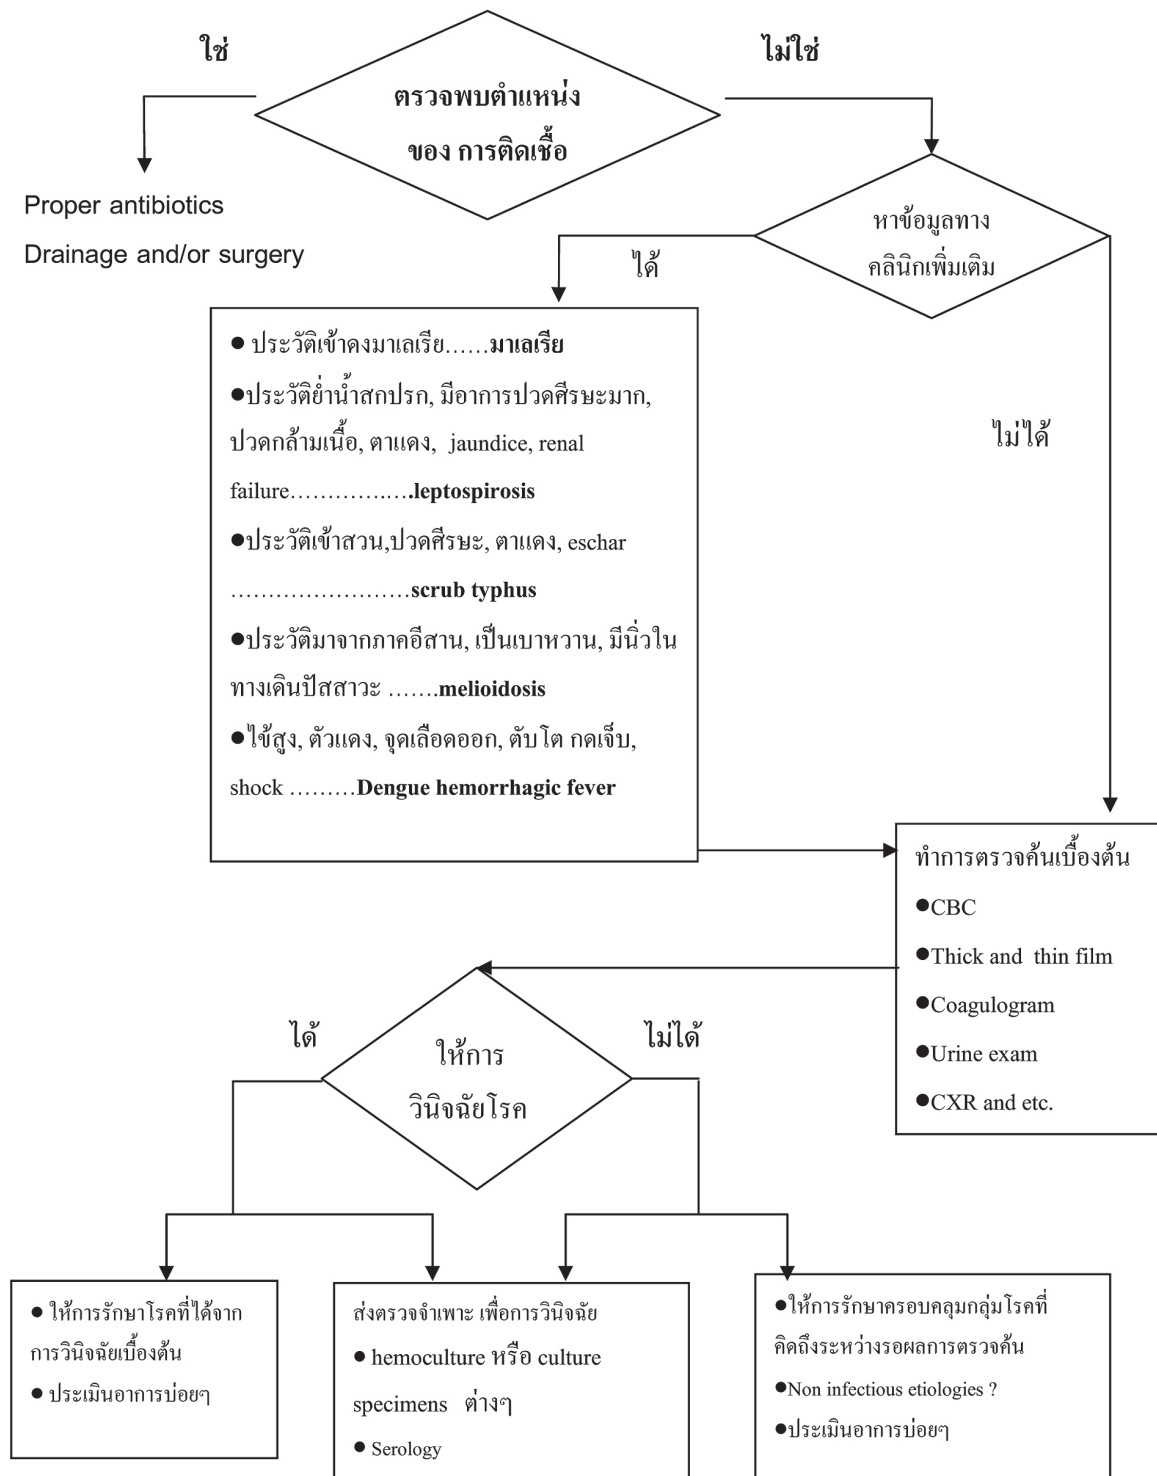 ใช่
ไม่ใช่
ตรวจพบตำแหน่ง
ของ การติดเชื้อ
Proper antibiotics
Drainage and/or surgery
หาข้อมูลทาง
คลินิกเพิ่มเติม
ได้
ไม่ได้
● ประวัติเข้าดงมาเลเรีย......มาเลเรีย
●ประวัติย่ำน้ำสกปรก, มีอาการปวดศีรษะมาก,
ปวดกล้ามเนื้อ, ตาแดง, jaundice, renal
failure.................leptospirosis
●ประวัติเข้าสวน,ปวดศีรษะ, ตาแดง, eschar
........................scrub typhus
●ประวัติมาจากภาคอีสาน, เป็นเบาหวาน, มีนิ่วใน
ทางเดินปัสสาวะ .......melioidosis
●ไข้สูง, ตัวแดง, จุดเลือดออก, ตับโต กดเจ็บ,
shock .........Dengue hemorrhagic fever
ทำการตรวจค้นเบื้องต้น
●CBC
●Thick and thin film
●Coagulogram
●Urine exam
●CXR and etc.
ได้
ไม่ได้
ให้การ
วินิจฉัยโรค
● ให้การรักษาโรคที่ได้จาก
การวินิจฉัยเบื้องต้น
● ประเมินอาการบ่อยๆ
ส่งตรวจจำเพาะ เพื่อการวินิจฉัย
● hemoculture หรือ culture
specimens ต่างๆ
● Serology
●ให้การรักษาครอบคลุมกลุ่มโรคที่
คิดถึงระหว่างรอผลการตรวจค้น
●Non infectious etiologies ?
●ประเมินอาการบ่อยๆ